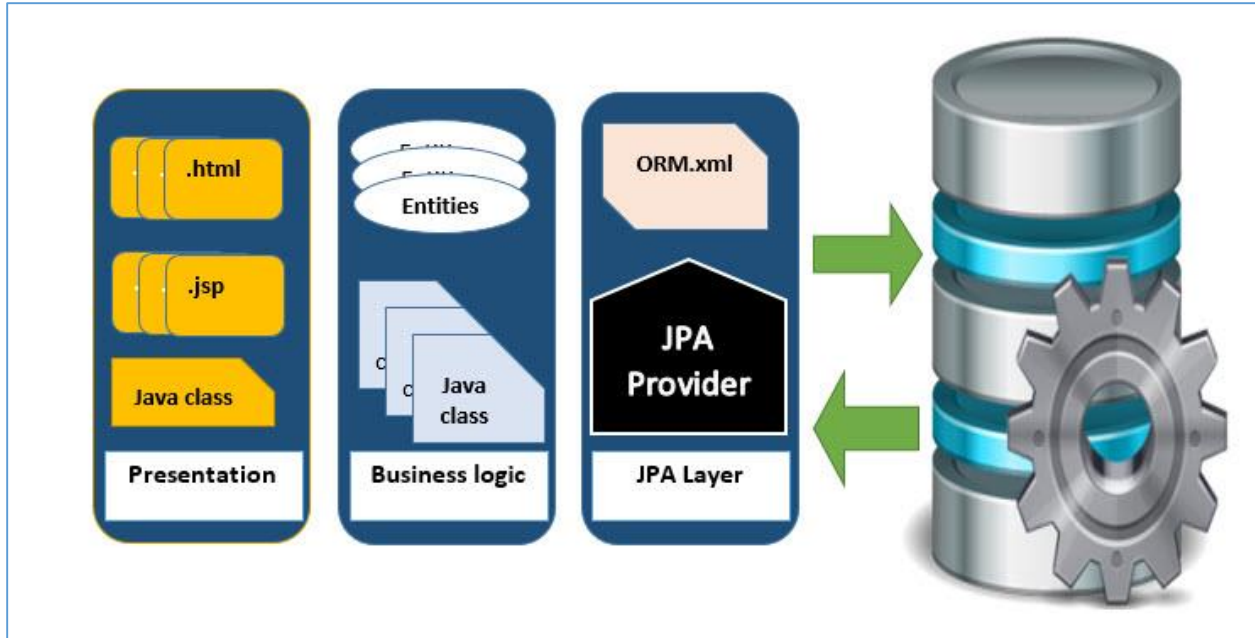 .html
.jsp
Java class
Presentation
Entities
Java
class
Business logic
ORM.xml
JPA
Provider
JPA Layer